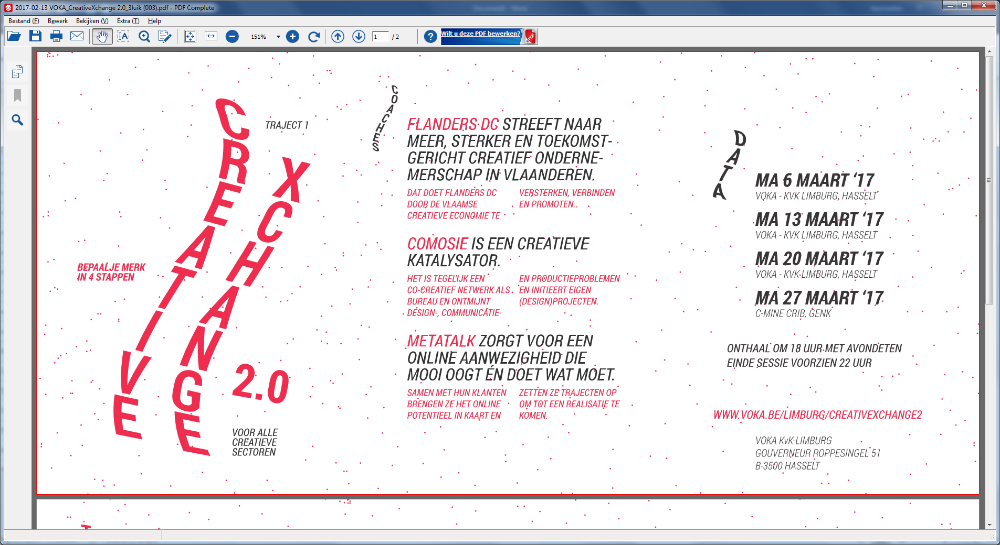 2017-02-13 VOKA_CreativeXchange 2.0_3luik (003).pdf - PDF Complete
Bestand (F) Bewerk Bekijken (V) Extra (T) Help
151% 1 / 2 Wilt u deze PDF bewerken?
PDF
CREATIVE
XCHANGE
2.0
TRAJECT 1
BEPAAL JE MERK
IN 4 STAPPEN
VOOR ALLE
CREATIEVE
SECTOREN
COACHES
FLANDERS DC STREEFT NAAR
MEER, STERKER EN TOEKOMST-
GERICHT CREATIEF ONDERNE-
MERSCHAP IN VLAANDEREN.
DAT DOET FLANDERS DC
DOOR DE VLAAMSE
CREATIEVE ECONOMIE TE
VERSTERKEN, VERBINDEN
EN PROMOTEN..
COMOSIE IS EEN CREATIEVE
KATALYSATOR.
HET IS TEGELIJK EEN
CO-CREATIEF NETWERK ALS
BUREAU EN ONTMIJNT
DESIGN-, COMMUNICATIE-
EN PRODUCTIEPROBLEMEN
EN INITIEERT EIGEN
(DESIGN)PROJECTEN.
METATALK ZORGT VOOR EEN
ONLINE AANWEZIGHEID DIE
MOOI OOGT ÉN DOET WAT MOET.
SAMEN MET HUN KLANTEN
BRENGEN ZE HET ONLINE
POTENTIEEL IN KAART EN
ZETTEN ZE TRAJECTEN OP
OM TOT EEN REALISATIE TE
KOMEN.
DATA
MA 6 MAART ‘17
VOKA - KVK LIMBURG, HASSELT
MA 13 MAART ‘17
VOKA - KVK LIMBURG, HASSELT
MA 20 MAART ‘17
VOKA - KVK LIMBURG, HASSELT
MA 27 MAART ‘17
C-MINE CRIB, GENK
ONTHAAL OM 18 UUR MET AVONDETEN
EINDE SESSIE VOORZIEN 22 UUR
WWW.VOKA.BE/LIMBURG/CREATIVEXCHANGE2
VOKA KvK-LIMBURG
GOUVERNEUR ROPPESINGEL 51
B-3500 HASSELT